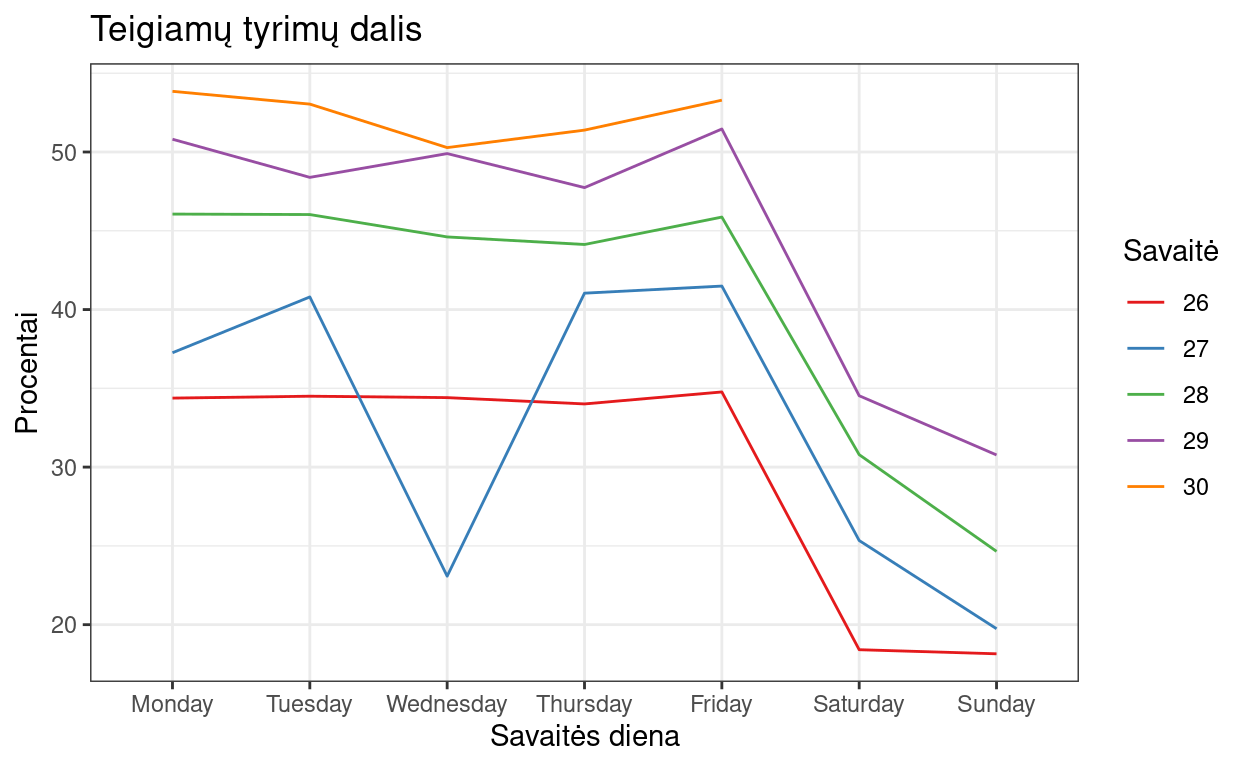 Teigiamų tyrimų dalis
Procentai
50
40
30
20
Monday
Tuesday
Wednesday
Thursday
Friday
Saturday
Sunday
Savaitės diena
Savaitė
26
27
28
29
30